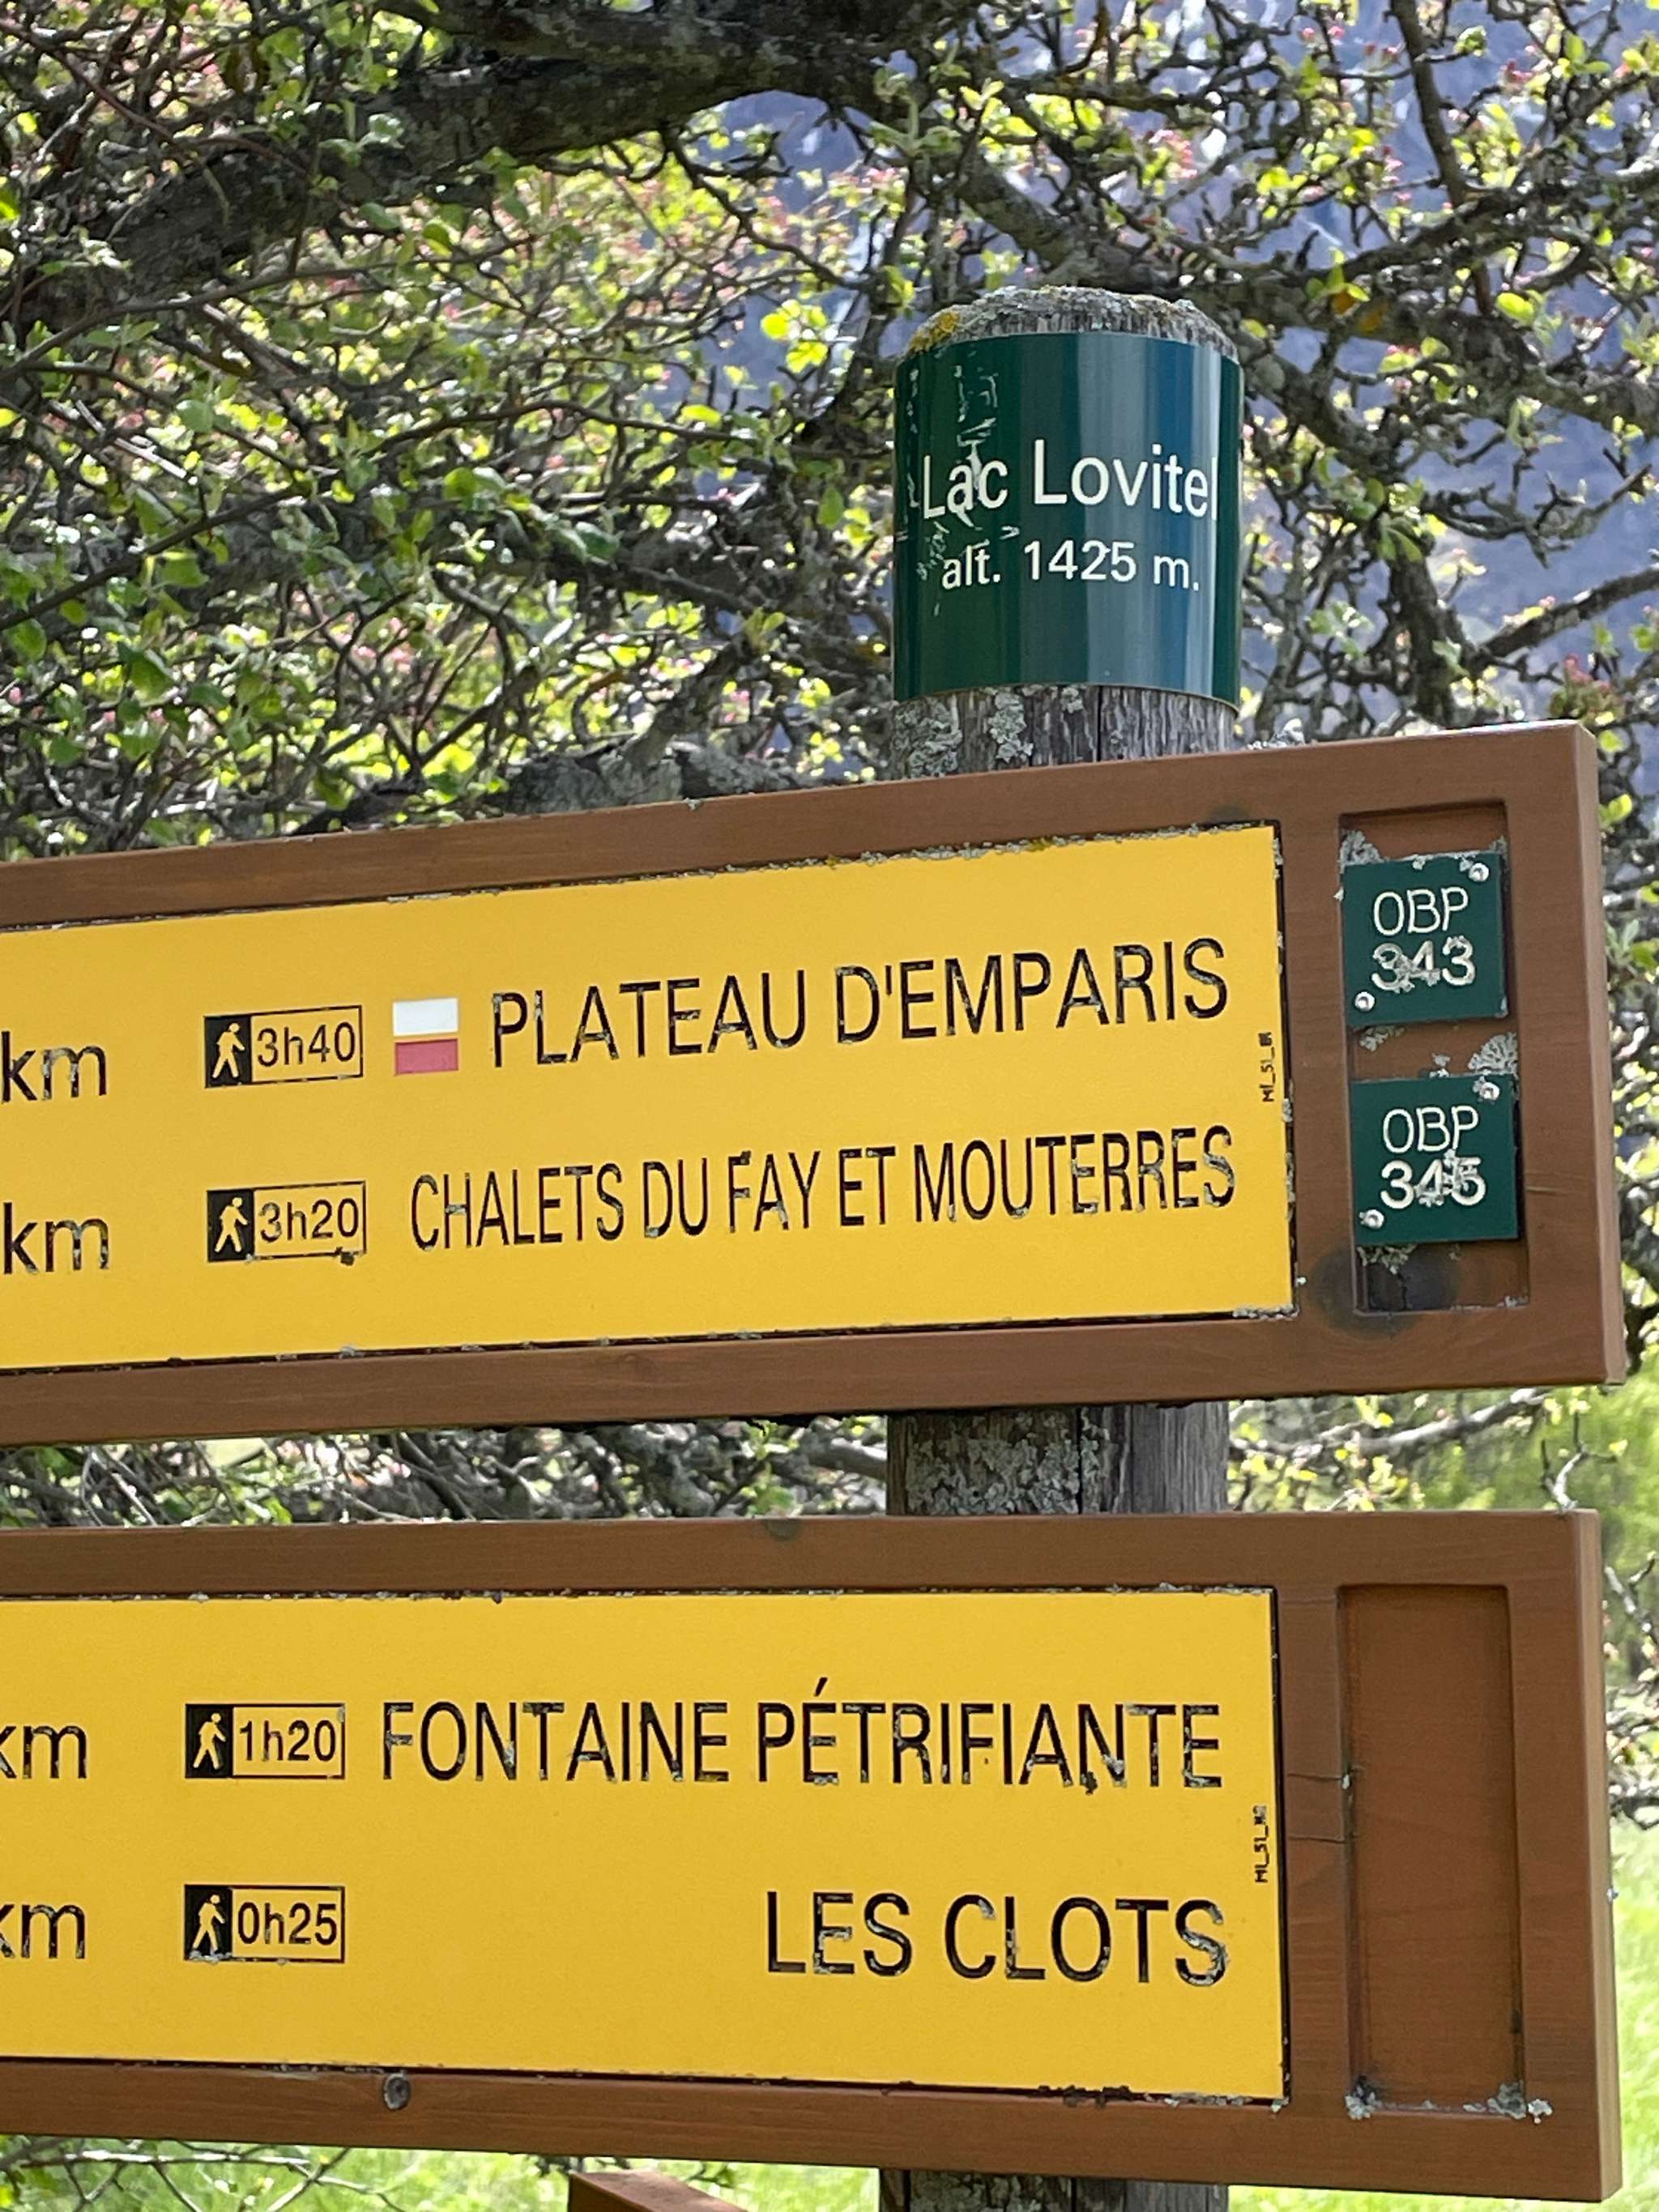 Lac Lovitel
alt. 1425 m.
km 3h40 PLATEAU D'EMPARIS
km 3h20 CHALETS DU FAY ET MOUTERRES
OBP
343
OBP
345
km 1h20 FONTAINE PÉTRIFIANTE
km 0h25 LES CLOTS